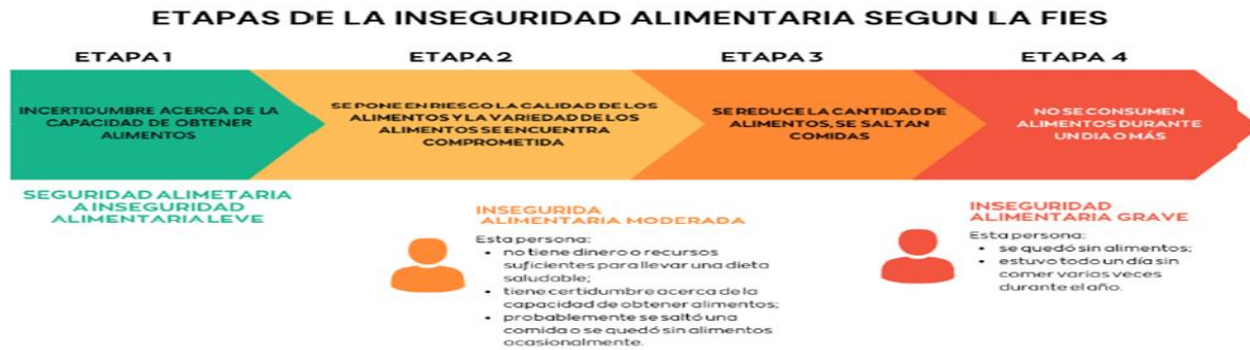 ETAPAS DE LA INSEGURIDAD ALIMENTARIA SEGUN LA FIES
ETAPA 1
ETAPA 2
ETAPA 3
ETAPA 4
INCERTIDUMBRE ACERCA DE LA
CAPACIDAD DE OBTENER
ALIMENTOS
SE PONE EN RIESGO LA CALIDAD DE LOS
ALIMENTOS Y LA VARIEDAD DE LOS
ALIMENTOS SE ENCUENTRA
COMPROMETIDA
SE REDUCE LA CANTIDAD DE
ALIMENTOS, SE SALTAN
COMIDAS
NO SE CONSUMEN
ALIMENTOS DURANTE
UN DIA O MÁS
SEGURIDAD ALIMETARIA
A INSEGURIDAD
ALIMENTARIA LEVE
INSEGURIDA
ALIMENTARIA MODERADA
Esta persona:
• no tiene dinero o recursos
suficientes para llevar una dieta
saludable;
• tiene certidumbre acerca de la
capacidad de obtener alimentos;
• probablemente se saltó una
comida o se quedó sin alimentos
ocasionalmente.
INSEGURIDAD
ALIMENTARIA GRAVE
Esta persona:
• se quedó sin alimentos;
• estuvo todo un día sin
comer varias veces
durante el año.